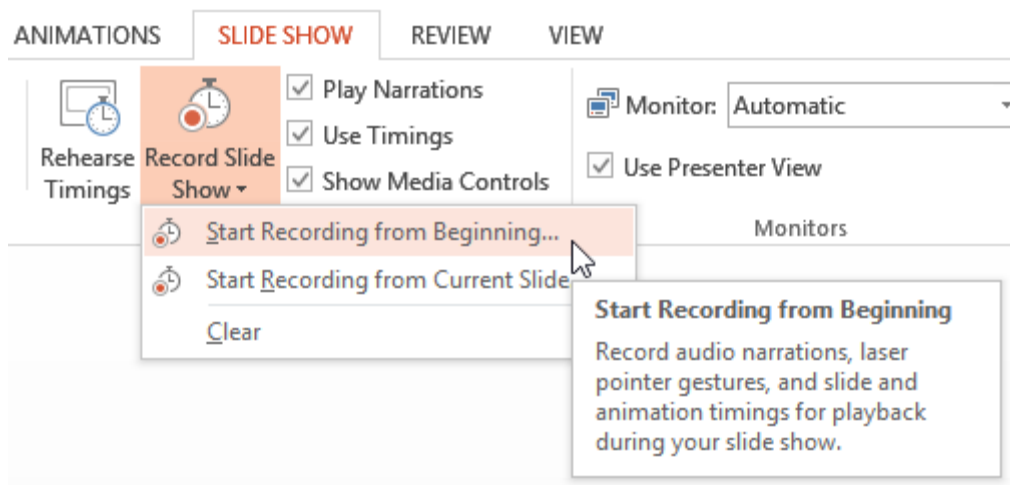 ANIMATIONS SLIDE SHOW REVIEW VIEW
Rehearse
Timings
Record Slide
Show
Play Narrations
Use Timings
Show Media Controls
Monitor: Automatic
Use Presenter View
Monitors
Start Recording from Beginning...
Start Recording from Current Slide
Clear
Start Recording from Beginning
Record audio narrations, laser
pointer gestures, and slide and
animation timings for playback
during your slide show.